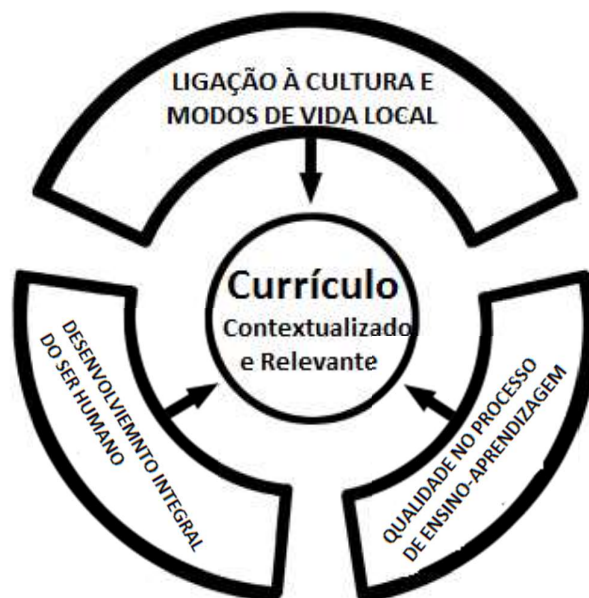 LIGAÇÃO À CULTURA E
MODOS DE VIDA LOCAL
Currículo
Contextualizado
e Relevante
DESENVOLVIEMNTO INTEGRAL
DO SER HUMANO
QUALIDADE NO PROCESSO
DE ENSINO-APRENDIZAGEM